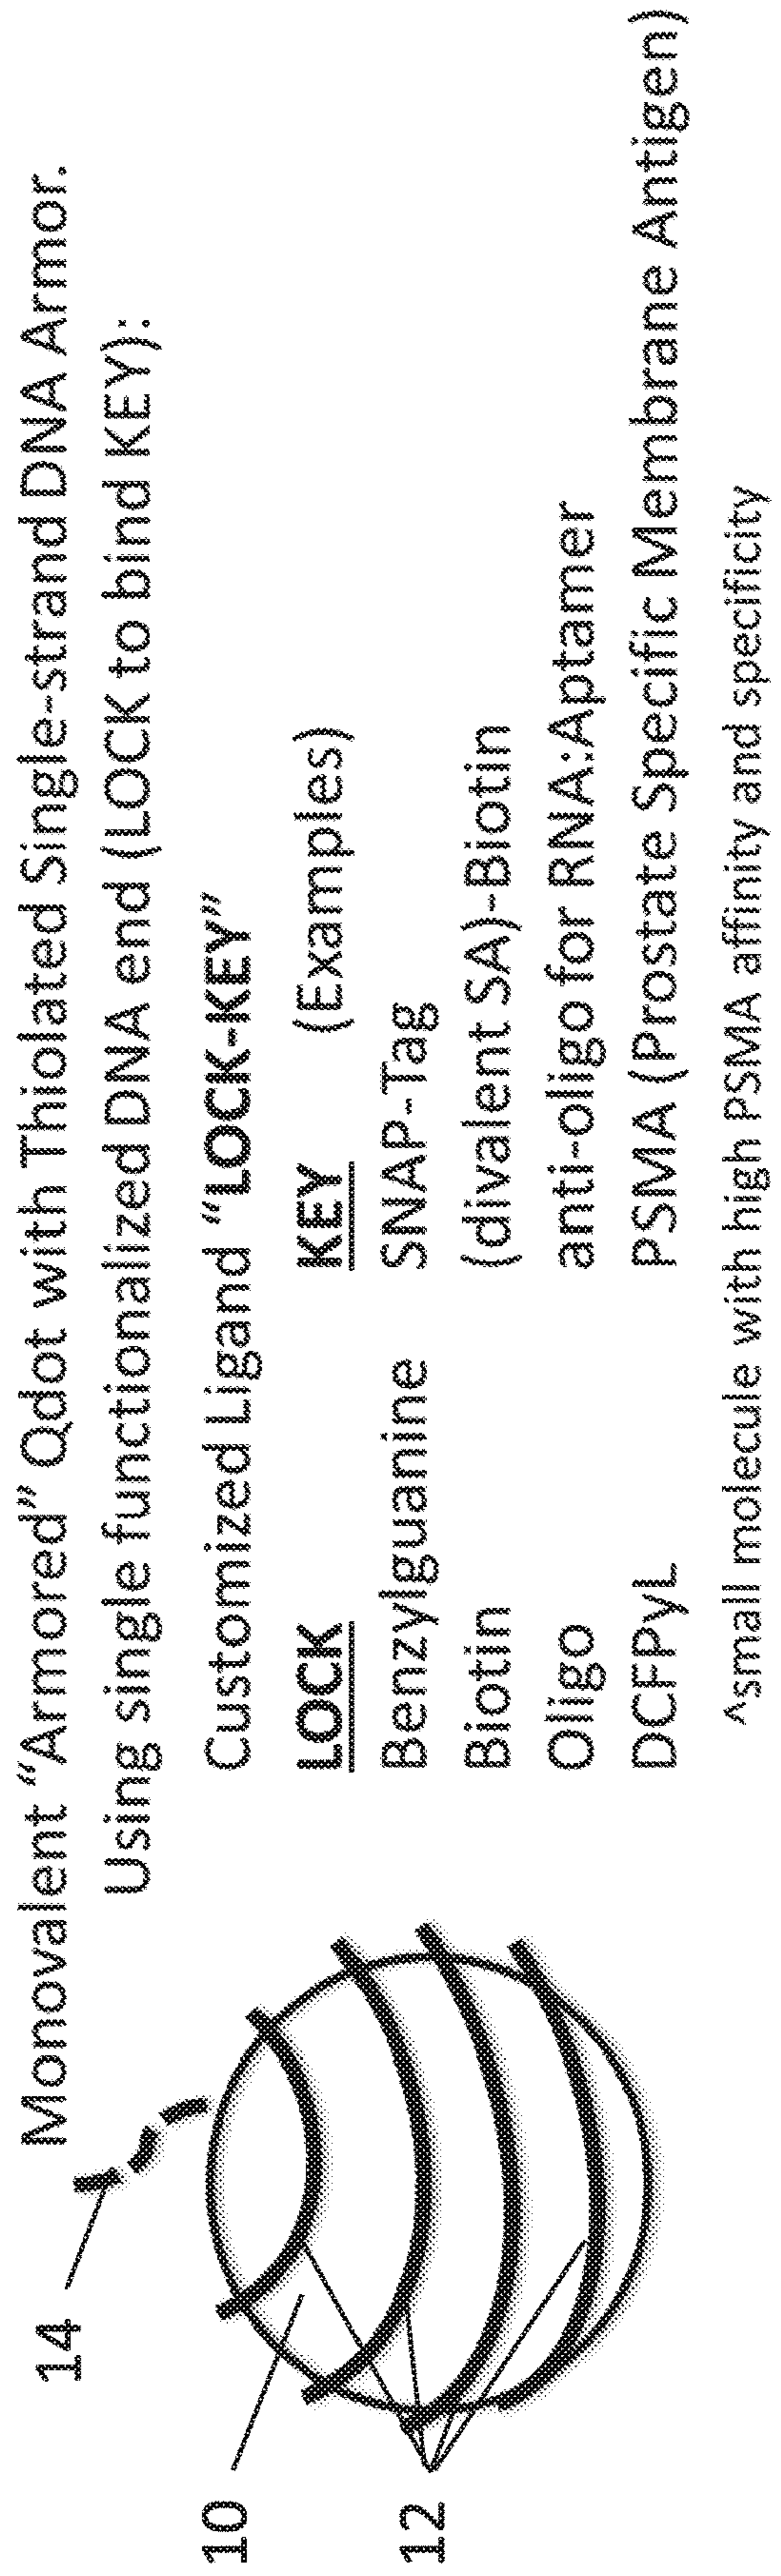 Monovalent “Armored” Qdot with Thiolated Single-strand DNA Armor.
Using single functionalized DNA end (LOCK to bind KEY):
Customized Ligand “LOCK-KEY”
LOCK KEY (Examples)
Benzylguanine SNAP-Tag
Biotin (divalent SA)-Biotin
Oligo anti-oligo for RNA:Aptamer
DCFPyL PSMA (Prostate Specific Membrane Antigen)
^small molecule with high PSMA affinity and specificity
14
10
12